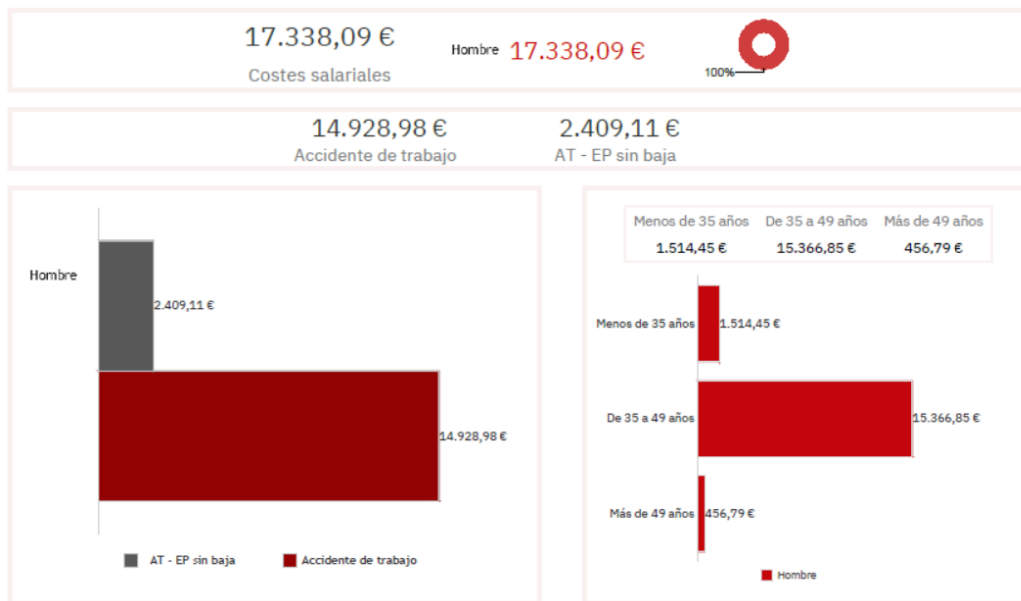 17.338,09 €
Costes salariales
Hombre 17.338,09 €
100%
14.928,98 €
Accidente de trabajo
2.409,11 €
AT - EP sin baja
Hombre
2.409,11 €
14.928,98 €
AT - EP sin baja
Accidente de trabajo
Menos de 35 años De 35 a 49 años Más de 49 años
1.514,45 € 15.366,85 € 456,79 €
Menos de 35 años 1.514,45 €
De 35 a 49 años 15.366,85 €
Más de 49 años 456,79 €
Hombre